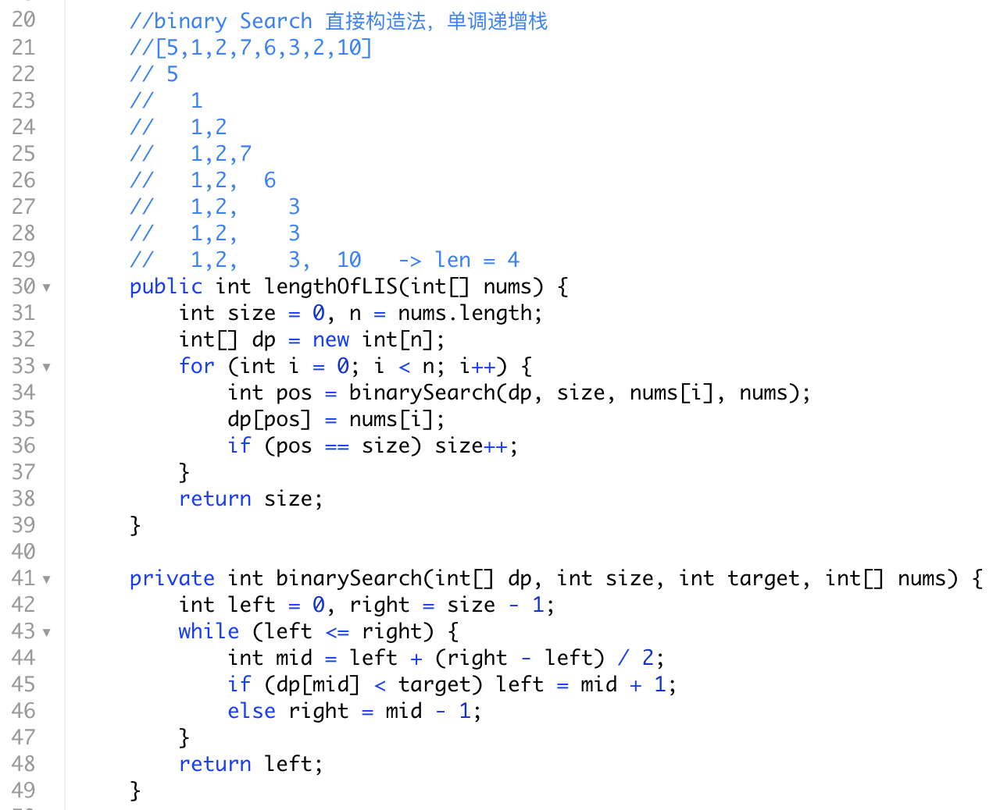 20 //binary Search 直接构造法，单调递增栈
21 //[5,1,2,7,6,3,2,10]
22 // 5
23 //   1
24 //   1,2
25 //   1,2,7
26 //   1,2,  6
27 //   1,2,    3
28 //   1,2,    3
29 //   1,2,    3,  10   -> len = 4
30 public int lengthOfLIS(int[] nums) {
31     int size = 0, n = nums.length;
32     int[] dp = new int[n];
33     for (int i = 0; i < n; i++) {
34         int pos = binarySearch(dp, size, nums[i], nums);
35         dp[pos] = nums[i];
36         if (pos == size) size++;
37     }
38     return size;
39 }
40
41 private int binarySearch(int[] dp, int size, int target, int[] nums) {
42     int left = 0, right = size - 1;
43     while (left <= right) {
44         int mid = left + (right - left) / 2;
45         if (dp[mid] < target) left = mid + 1;
46         else right = mid - 1;
47     }
48     return left;
49 }